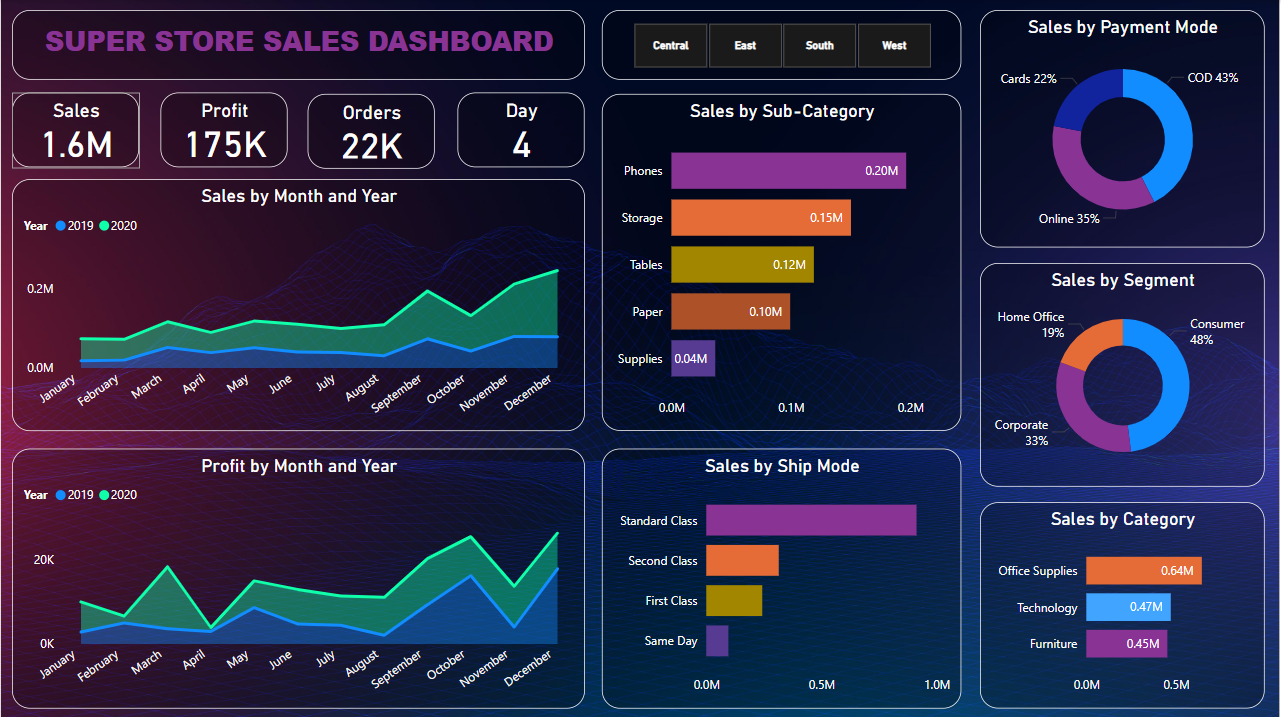 SUPER STORE SALES DASHBOARD
Central East South West
Sales
1.6M
Profit
175K
Orders
22K
Day
4
Sales by Month and Year
Year 2019 2020
0.2M
0.0M
January February March April May June July August September October November December
Profit by Month and Year
Year 2019 2020
20K
0K
January February March April May June July August September October November December
Sales by Sub-Category
Phones 0.20M
Storage 0.15M
Tables 0.12M
Paper 0.10M
Supplies 0.04M
0.0M 0.1M 0.2M
Sales by Ship Mode
Standard Class
Second Class
First Class
Same Day
0.0M 0.5M 1.0M
Sales by Payment Mode
Cards 22% COD 43%
Online 35%
Sales by Segment
Home Office
19%
Consumer
48%
Corporate
33%
Sales by Category
Office Supplies 0.64M
Technology 0.47M
Furniture 0.45M
0.0M 0.5M